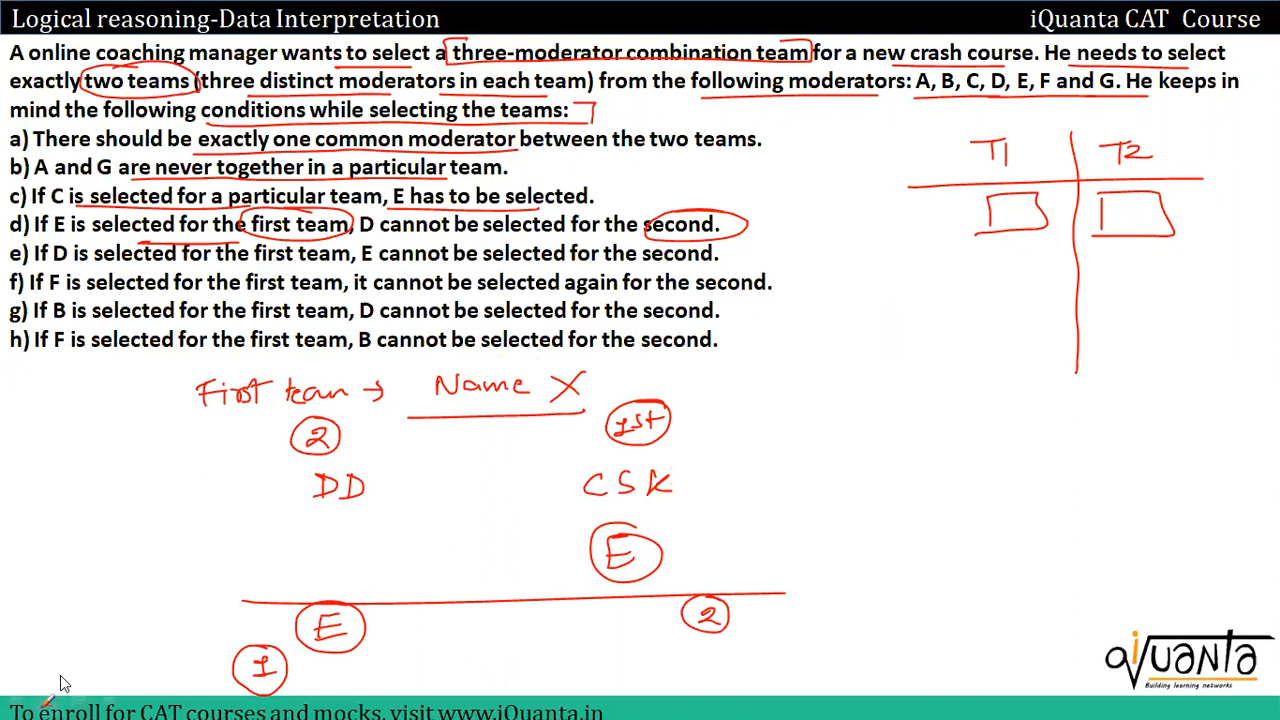 Logical reasoning-Data Interpretation
iQuanta CAT Course
A online coaching manager wants to select a three-moderator combination team for a new crash course. He needs to select
exactly two teams (three distinct moderators in each team) from the following moderators: A, B, C, D, E, F and G. He keeps in
mind the following conditions while selecting the teams:
a) There should be exactly one common moderator between the two teams.
b) A and G are never together in a particular team.
c) If C is selected for a particular team, E has to be selected.
d) If E is selected for the first team, D cannot be selected for the second.
e) If D is selected for the first team, E cannot be selected for the second.
f) If F is selected for the first team, it cannot be selected again for the second.
g) If B is selected for the first team, D cannot be selected for the second.
h) If F is selected for the first team, B cannot be selected for the second.
T1 T2
First team → Name X
2 1st
DD CSK
E
E 2
1
iQuanta
Building learning networks
To enroll for CAT courses and mocks, visit www.iQuanta.in